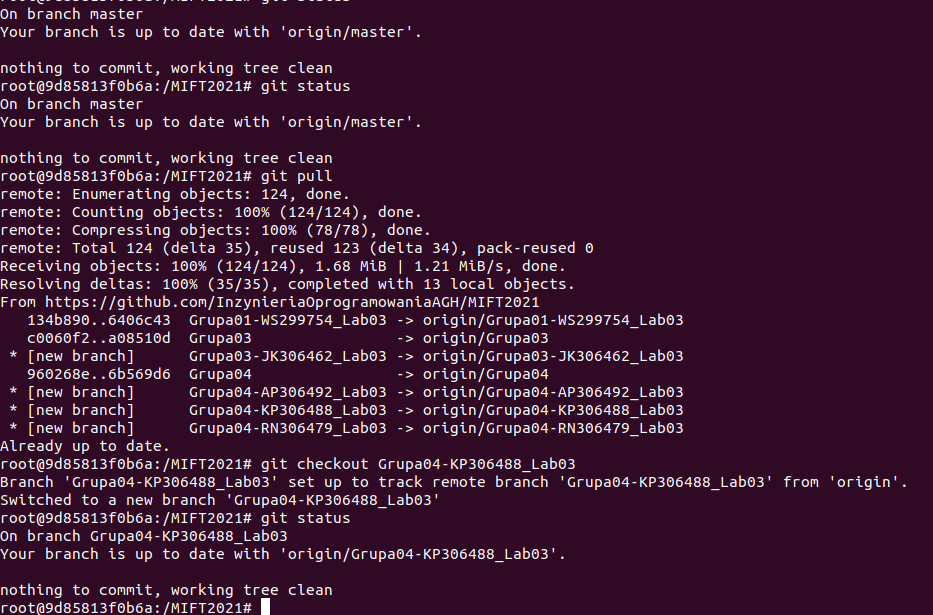 root@9d85813f0b6a:/MIFT2021# git status
On branch master
Your branch is up to date with 'origin/master'.
nothing to commit, working tree clean
root@9d85813f0b6a:/MIFT2021# git status
On branch master
Your branch is up to date with 'origin/master'.
nothing to commit, working tree clean
root@9d85813f0b6a:/MIFT2021# git pull
remote: Enumerating objects: 124, done.
remote: Counting objects: 100% (124/124), done.
remote: Compressing objects: 100% (78/78), done.
remote: Total 124 (delta 35), reused 123 (delta 34), pack-reused 0
Receiving objects: 100% (124/124), 1.68 MiB | 1.21 MiB/s, done.
Resolving deltas: 100% (35/35), completed with 13 local objects.
From https://github.com/InzynieriaOprogramowaniaAGH/MIFT2021
   134b890..6406c43  Grupa01-WS299754_Lab03 -> origin/Grupa01-WS299754_Lab03
   c0060f2..a08510d  Grupa03                -> origin/Grupa03
 * [new branch]      Grupa03-JK306462_Lab03 -> origin/Grupa03-JK306462_Lab03
   960268e..6b569d6  Grupa04                -> origin/Grupa04
 * [new branch]      Grupa04-AP306492_Lab03 -> origin/Grupa04-AP306492_Lab03
 * [new branch]      Grupa04-KP306488_Lab03 -> origin/Grupa04-KP306488_Lab03
 * [new branch]      Grupa04-RN306479_Lab03 -> origin/Grupa04-RN306479_Lab03
Already up to date.
root@9d85813f0b6a:/MIFT2021# git checkout Grupa04-KP306488_Lab03
Branch 'Grupa04-KP306488_Lab03' set up to track remote branch 'Grupa04-KP306488_Lab03' from 'origin'.
Switched to a new branch 'Grupa04-KP306488_Lab03'
root@9d85813f0b6a:/MIFT2021# git status
On branch Grupa04-KP306488_Lab03
Your branch is up to date with 'origin/Grupa04-KP306488_Lab03'.
nothing to commit, working tree clean
root@9d85813f0b6a:/MIFT2021#